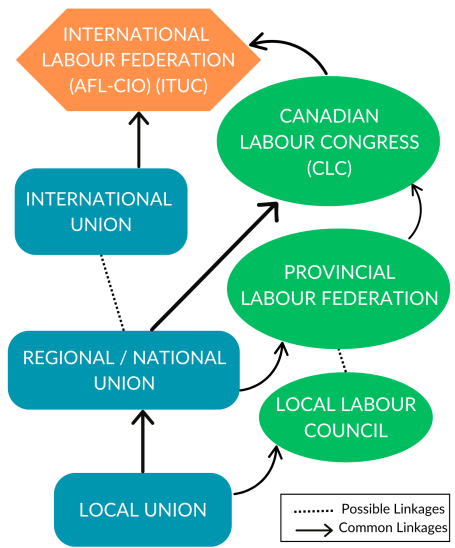 INTERNATIONAL
LABOUR FEDERATION
(AFL-CIO) (ITUC)
CANADIAN
LABOUR CONGRESS
(CLC)
INTERNATIONAL
UNION
PROVINCIAL
LABOUR FEDERATION
REGIONAL / NATIONAL
UNION
LOCAL LABOUR
COUNCIL
LOCAL UNION
Possible Linkages
Common Linkages